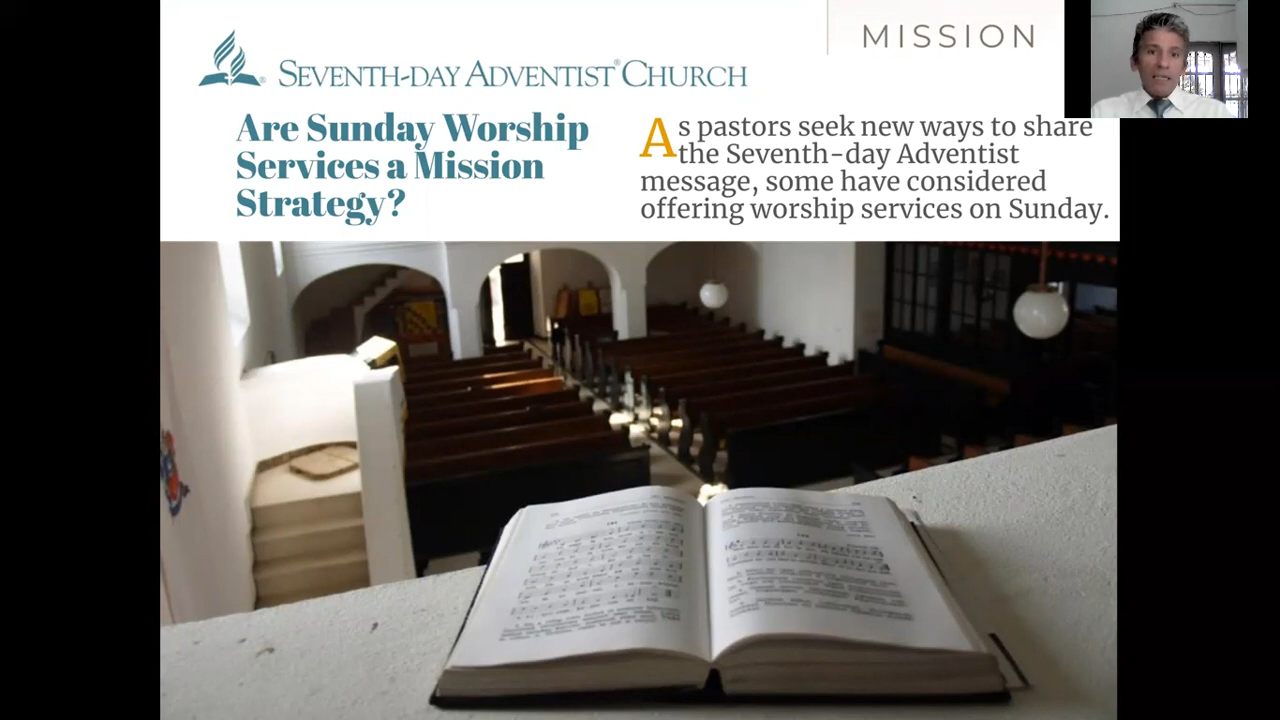 MISSION
SEVENTH-DAY ADVENTIST® CHURCH
Are Sunday Worship
Services a Mission
Strategy?
As pastors seek new ways to share
the Seventh-day Adventist
message, some have considered
offering worship services on Sunday.